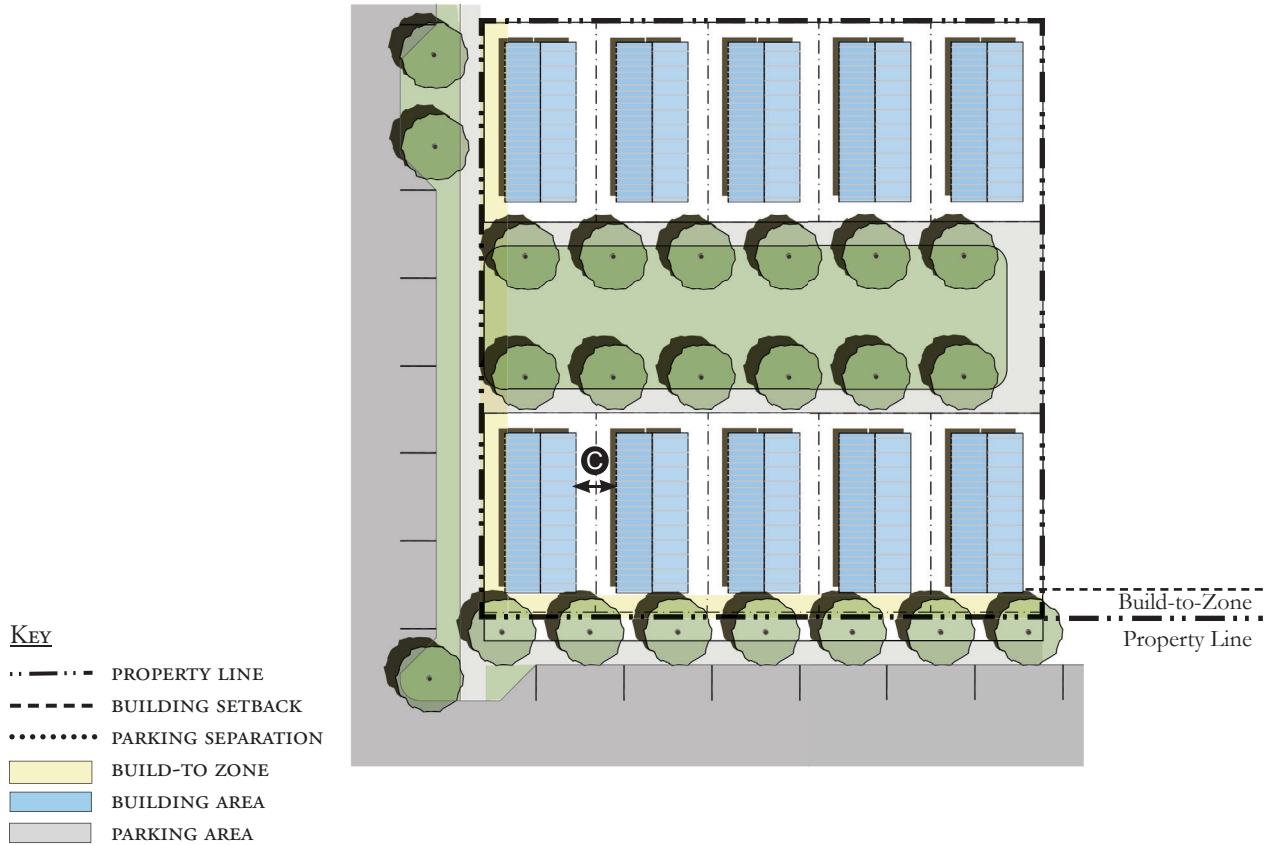 C
Build-to-Zone
Property Line
KEY
PROPERTY LINE
BUILDING SETBACK
PARKING SEPARATION
BUILD-TO ZONE
BUILDING AREA
PARKING AREA